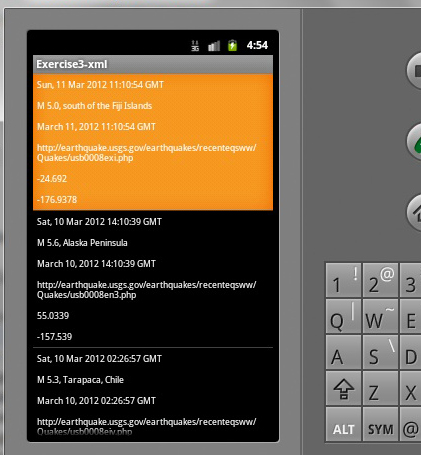 3G 4:54
Exercise3-xml
Sun, 11 Mar 2012 11:10:54 GMT
M 5.0, south of the Fiji Islands
March 11, 2012 11:10:54 GMT
http://earthquake.usgs.gov/earthquakes/recenteqsww/
Quakes/usb0008exi.php
-24.692
-176.9378
Sat, 10 Mar 2012 14:10:39 GMT
M 5.6, Alaska Peninsula
March 10, 2012 14:10:39 GMT
http://earthquake.usgs.gov/earthquakes/recenteqsww/
Quakes/usb0008en3.php
55.0339
-157.539
Sat, 10 Mar 2012 02:26:57 GMT
M 5.3, Tarapaca, Chile
March 10, 2012 02:26:57 GMT
http://earthquake.usgs.gov/earthquakes/recenteqsww/
Quakes/usb0008ejv.php
1 ! 2 @ 3
Q | W ~ E
A S \ D
Z X
ALT SYM @